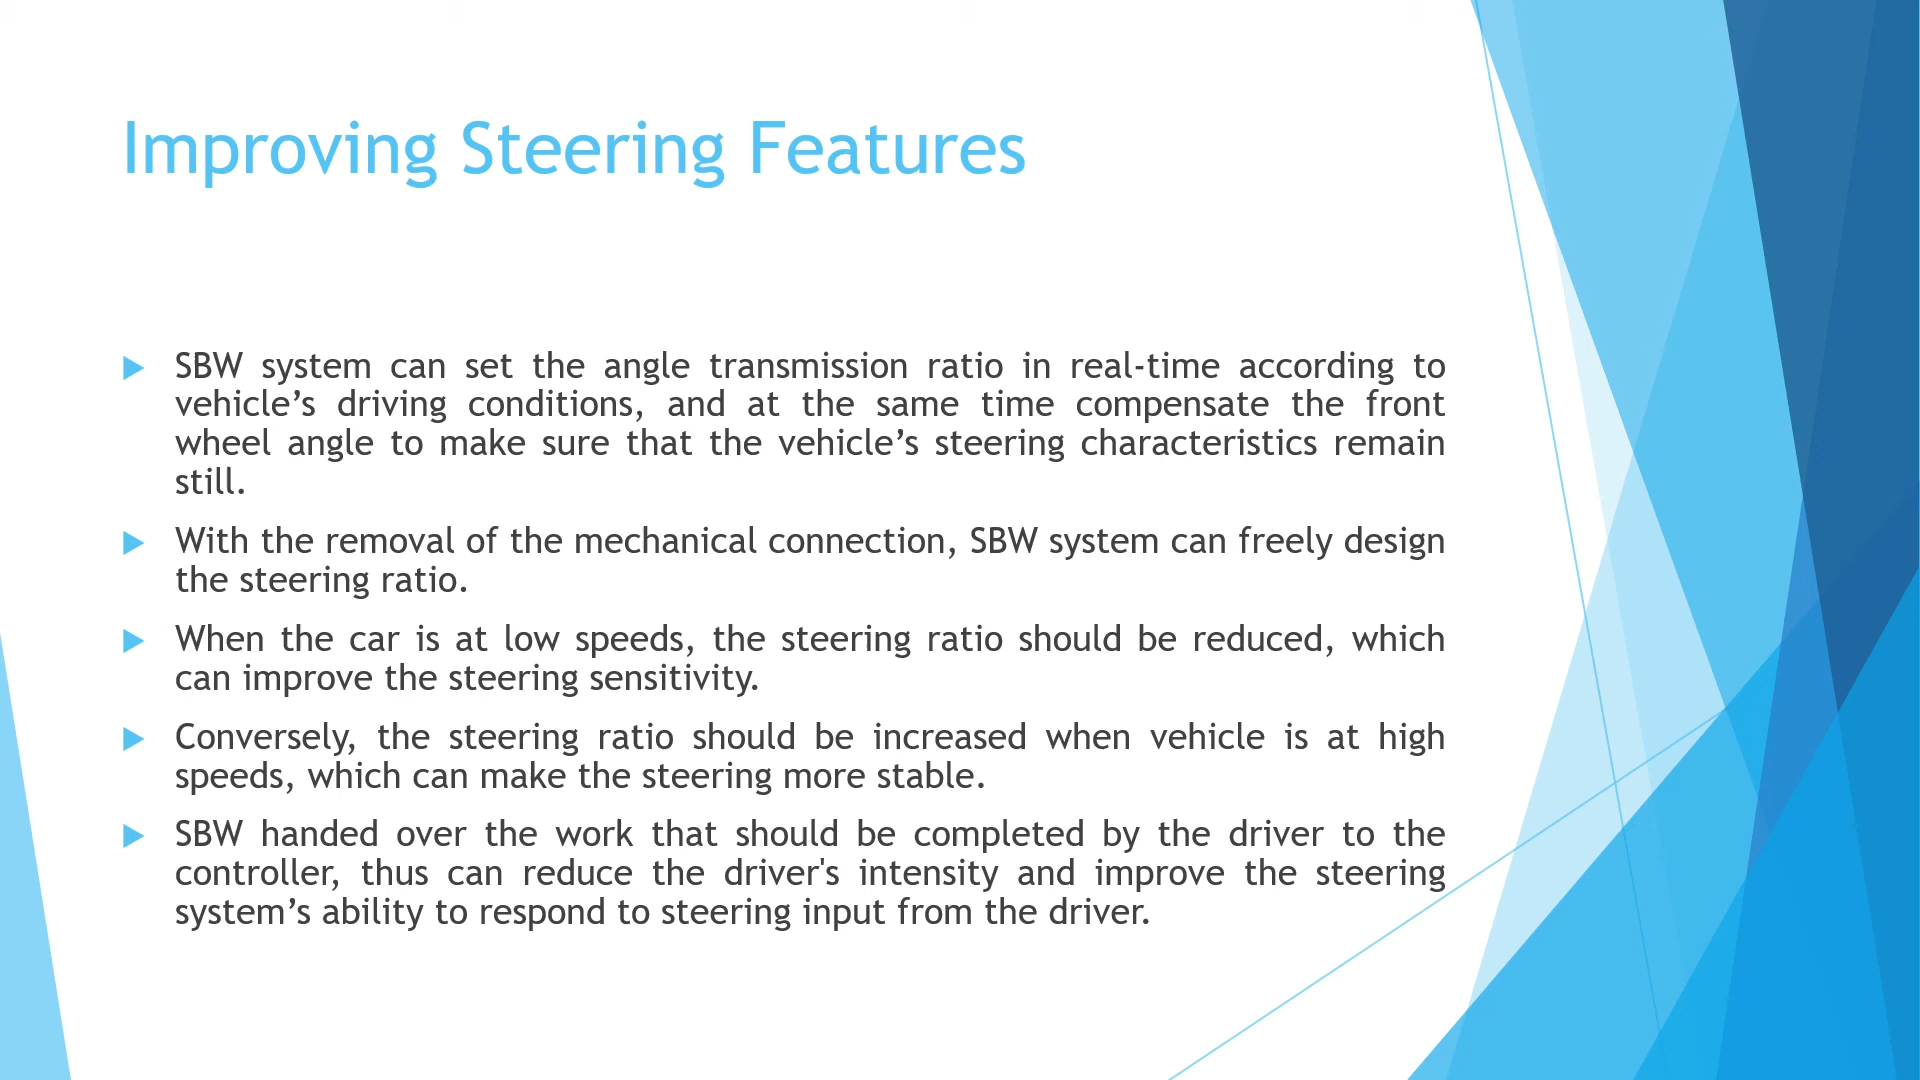 Improving Steering Features
SBW system can set the angle transmission ratio in real-time according to
vehicle’s driving conditions, and at the same time compensate the front
wheel angle to make sure that the vehicle’s steering characteristics remain
still.
With the removal of the mechanical connection, SBW system can freely design
the steering ratio.
When the car is at low speeds, the steering ratio should be reduced, which
can improve the steering sensitivity.
Conversely, the steering ratio should be increased when vehicle is at high
speeds, which can make the steering more stable.
SBW handed over the work that should be completed by the driver to the
controller, thus can reduce the driver's intensity and improve the steering
system’s ability to respond to steering input from the driver.